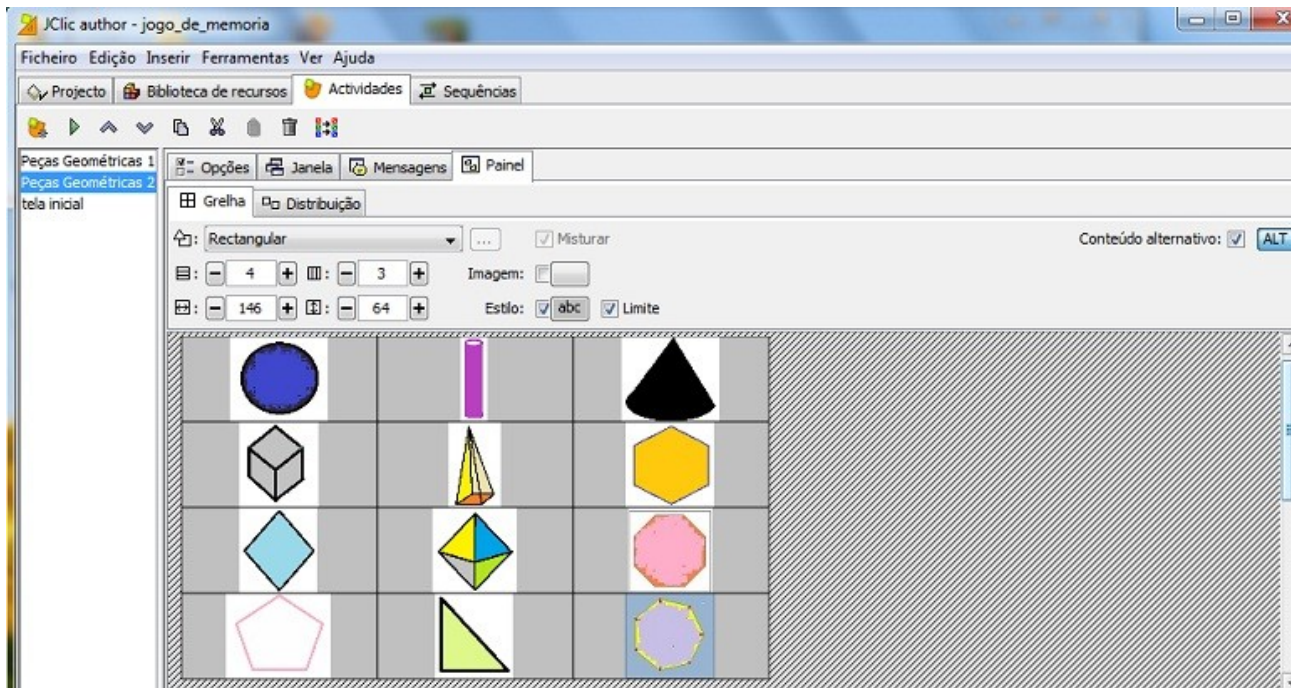 JClic author - jogo_de_memoria
Ficheiro Edição Inserir Ferramentas Ver Ajuda
Projecto Biblioteca de recursos Actividades Sequências
Peças Geométricas 1
Peças Geométricas 2
tela inicial
Opções Janela Mensagens Painel
Grelha Distribuição
: Rectangular ... Misturar Conteúdo alternativo: ALT
: 4 : 3 Imagem:
: 146 : 64 Estilo: abc Limite